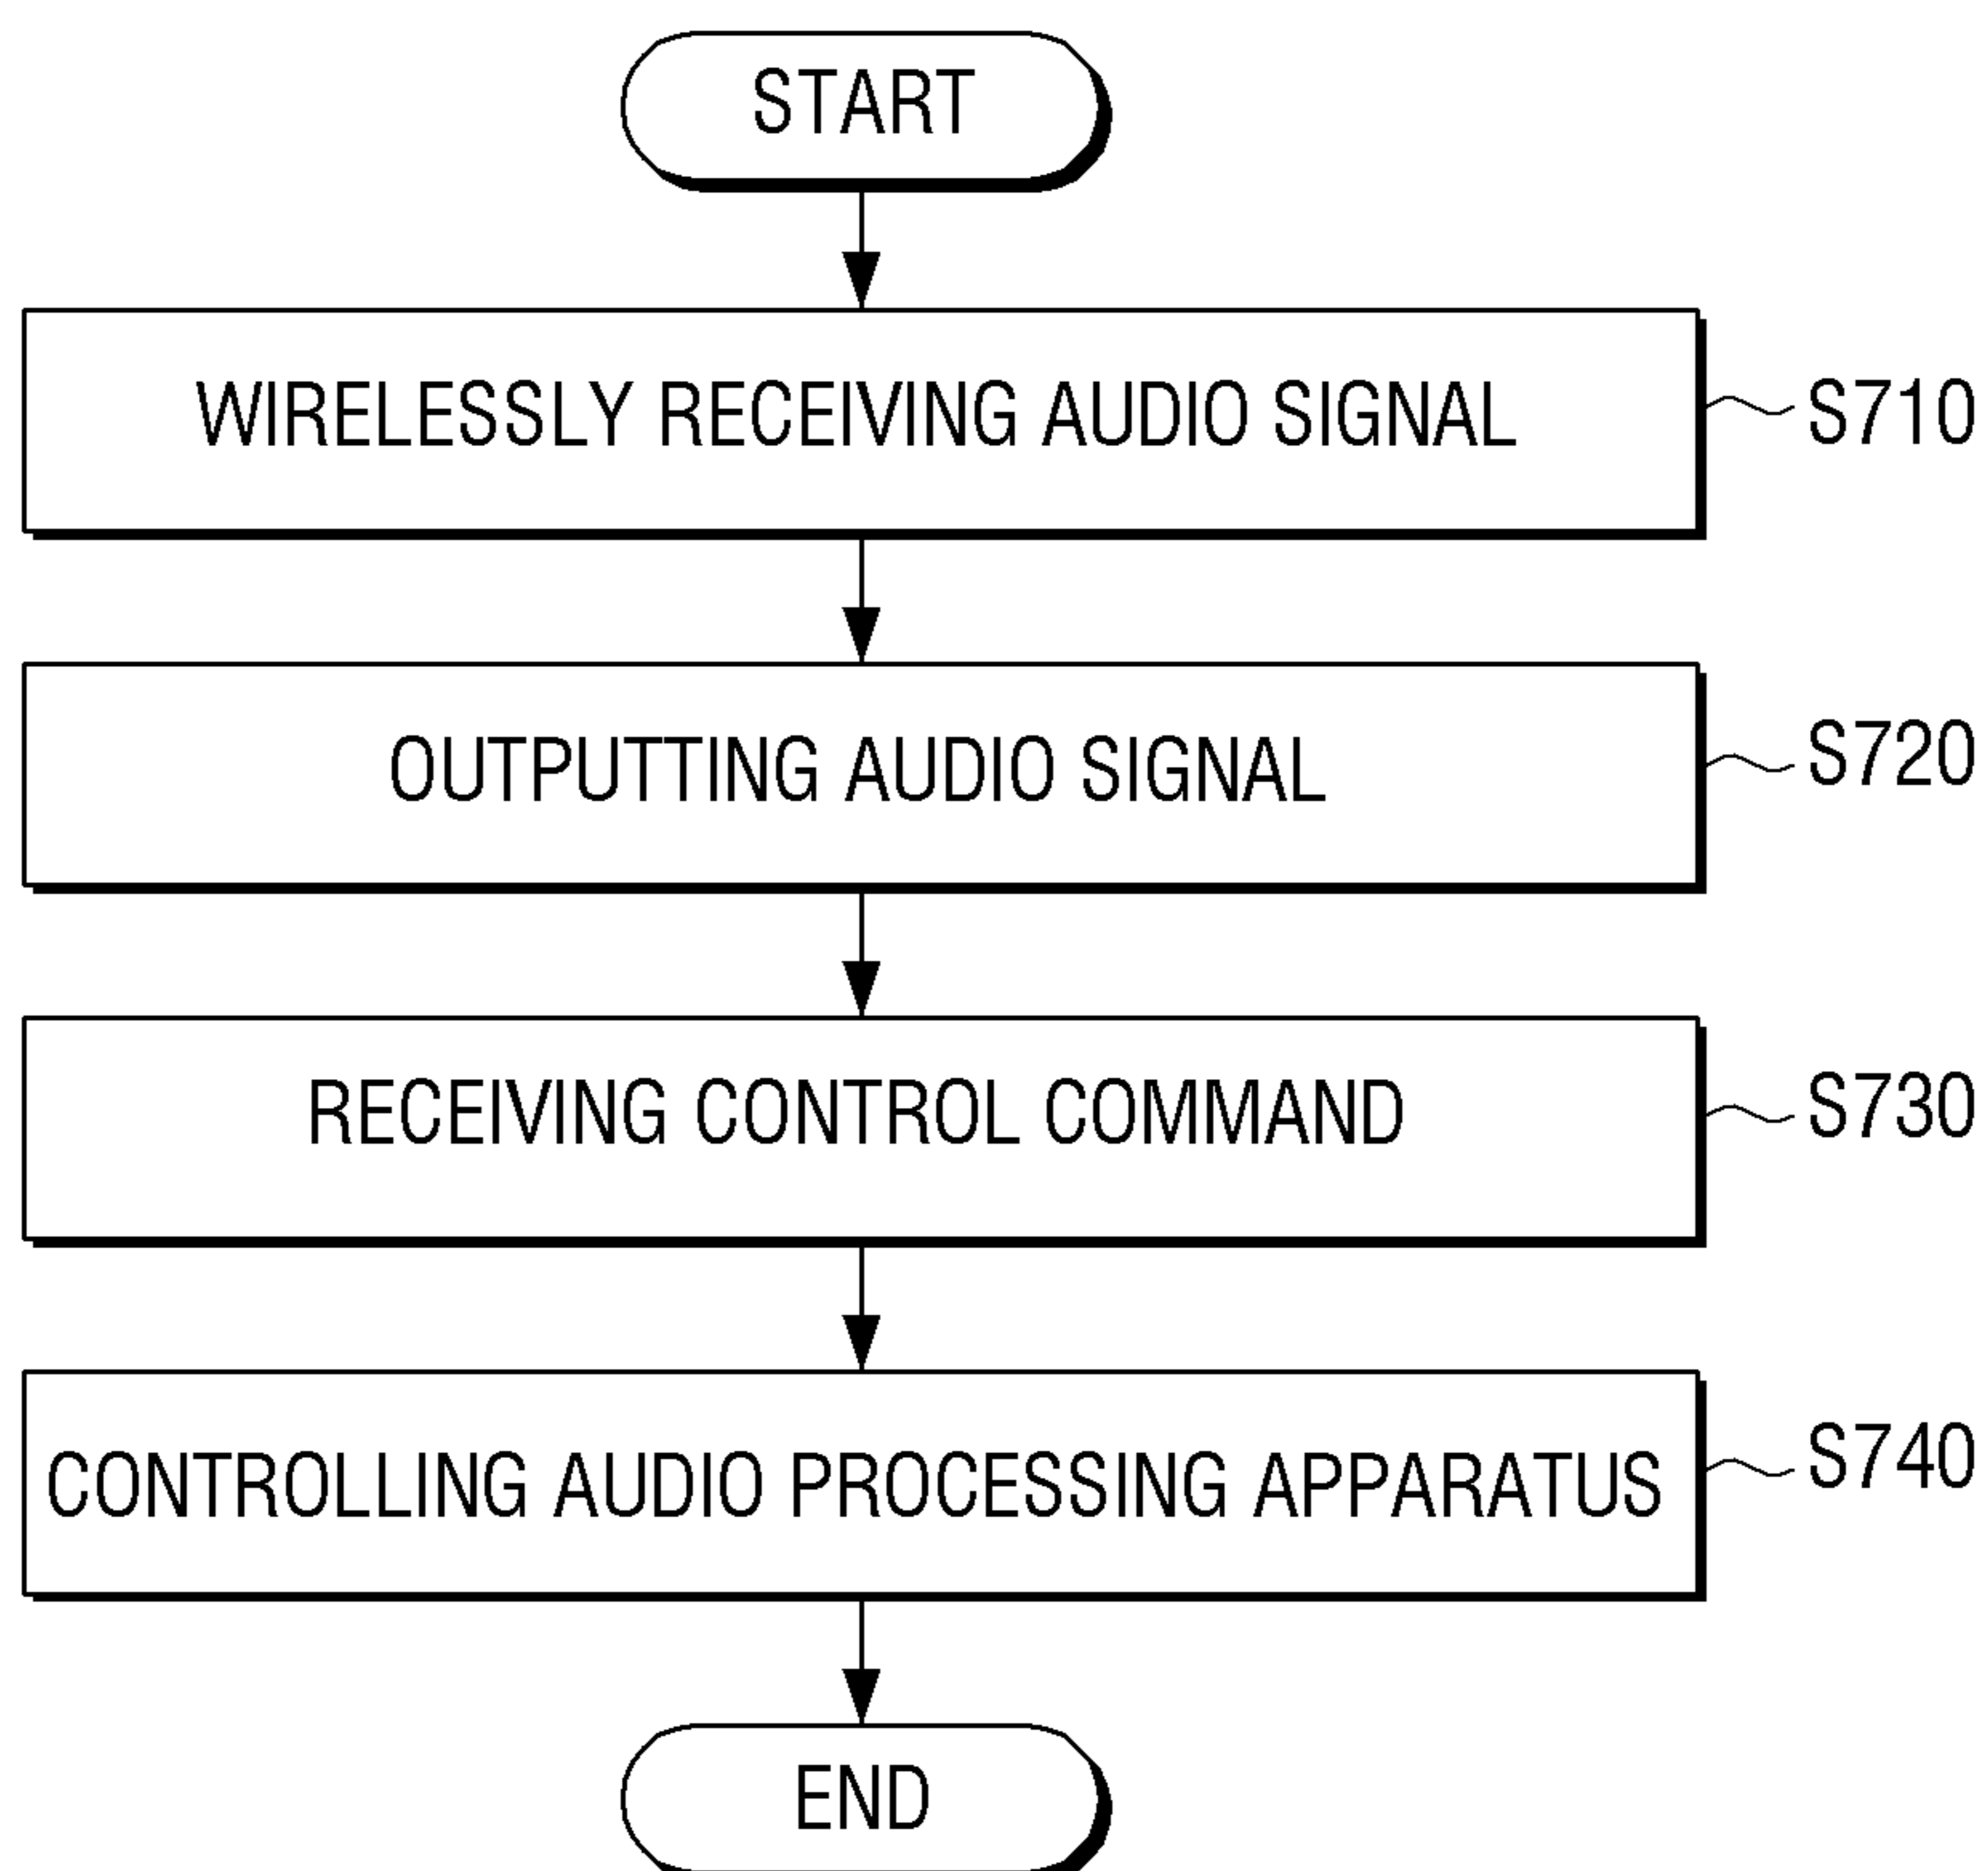 START
WIRELESSLY RECEIVING AUDIO SIGNAL
S710
OUTPUTTING AUDIO SIGNAL
S720
RECEIVING CONTROL COMMAND
S730
CONTROLLING AUDIO PROCESSING APPARATUS
S740
END